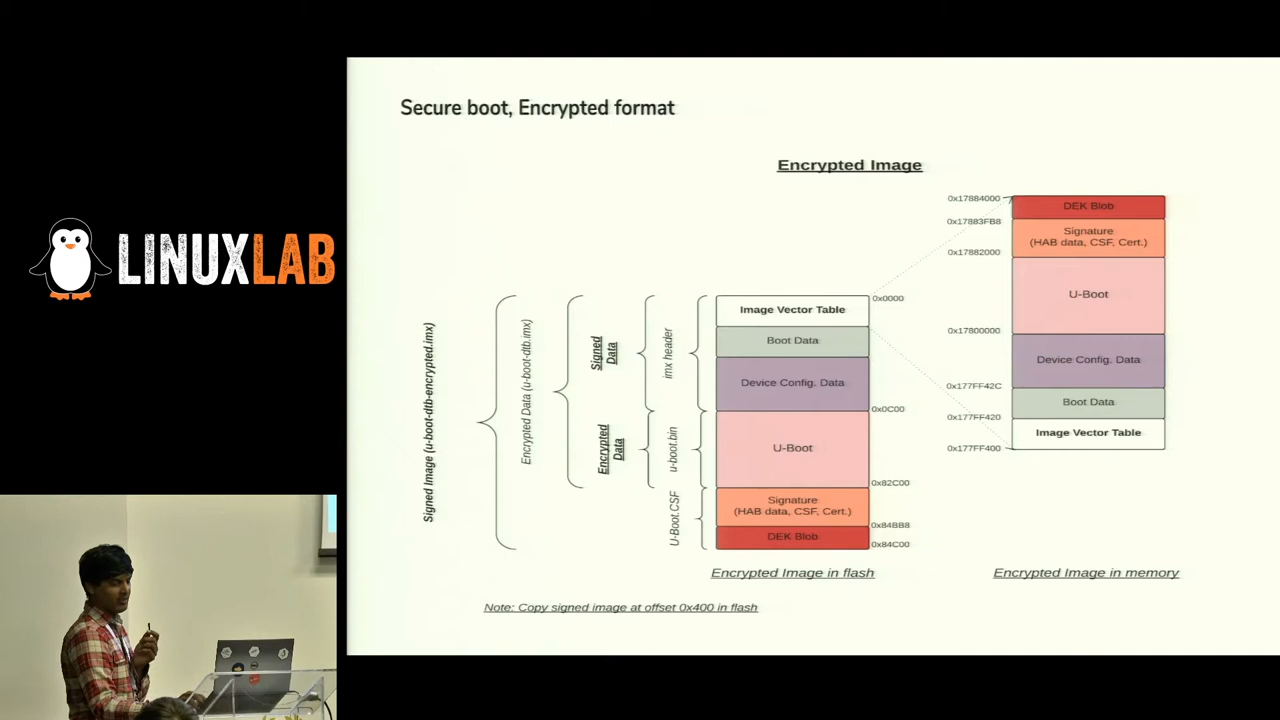 LINUXLAB
Secure boot, Encrypted format
Encrypted Image
Signed Image (u-boot-dtb-encrypted.imx)
Encrypted Data (u-boot-dtb.imx)
Signed
Data
Encrypted
Data
imx header
u-boot.bin
U-Boot.CSF
Image Vector Table
Boot Data
Device Config. Data
U-Boot
Signature
(HAB data, CSF, Cert.)
DEK Blob
0x0000
0x0C00
0x82C00
0x84BB8
0x84C00
Encrypted Image in flash
0x17884000
0x17883FB8
0x17882000
0x17800000
0x177FF42C
0x177FF420
0x177FF400
DEK Blob
Signature
(HAB data, CSF, Cert.)
U-Boot
Device Config. Data
Boot Data
Image Vector Table
Encrypted Image in memory
Note: Copy signed image at offset 0x400 in flash